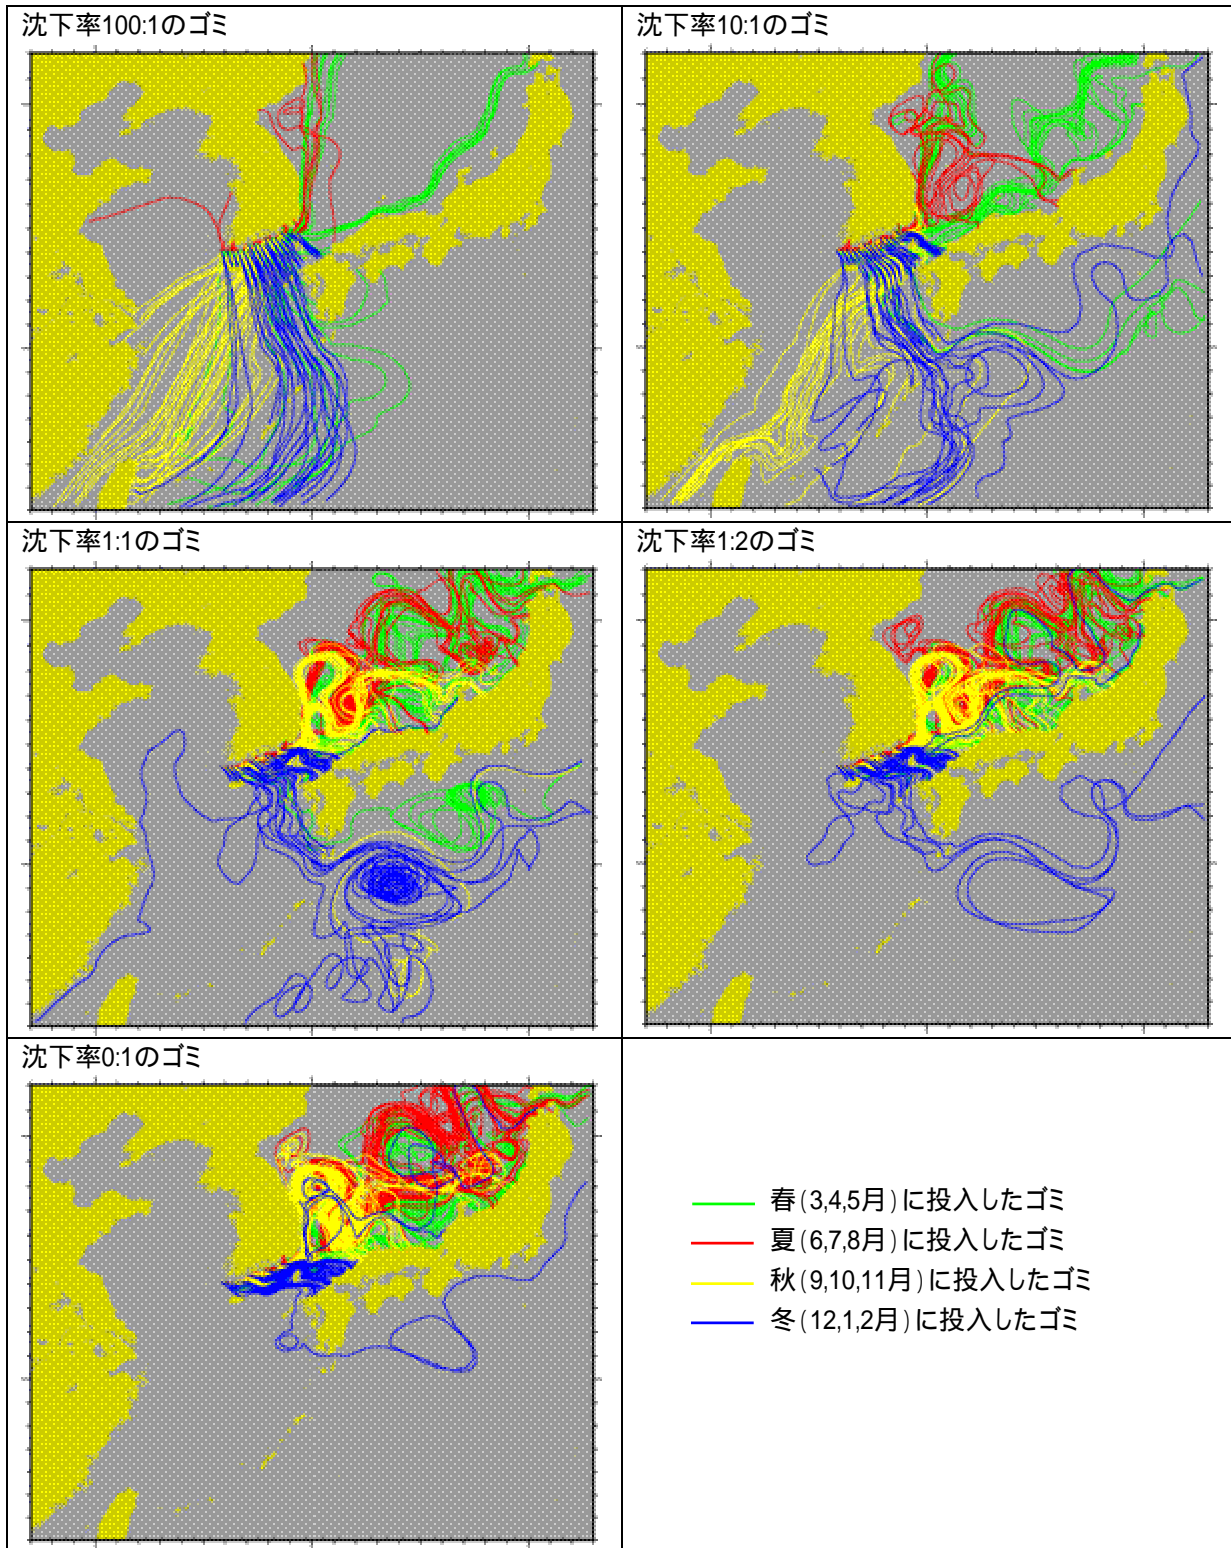 沈下率100:1のゴミ
沈下率10:1のゴミ
沈下率1:1のゴミ
沈下率1:2のゴミ
沈下率0:1のゴミ
春(3,4,5月)に投入したゴミ
夏(6,7,8月)に投入したゴミ
秋(9,10,11月)に投入したゴミ
冬(12,1,2月)に投入したゴミ